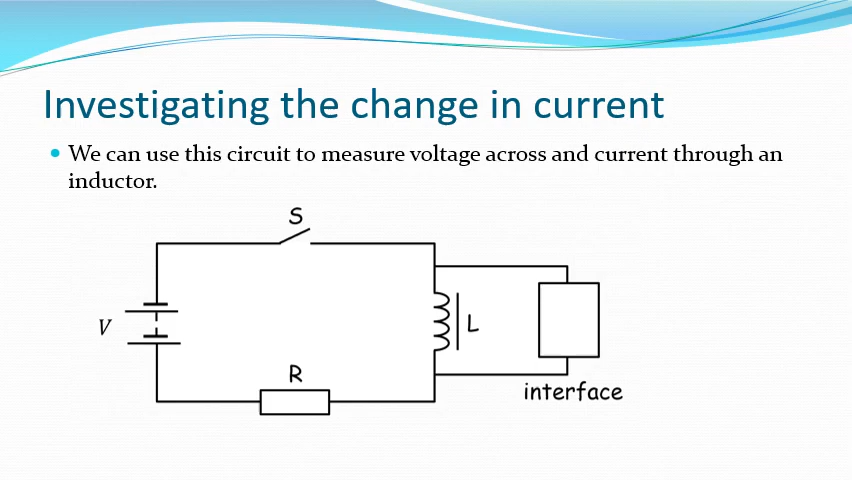 Investigating the change in current
We can use this circuit to measure voltage across and current through an
inductor.
S
V
L
R
interface